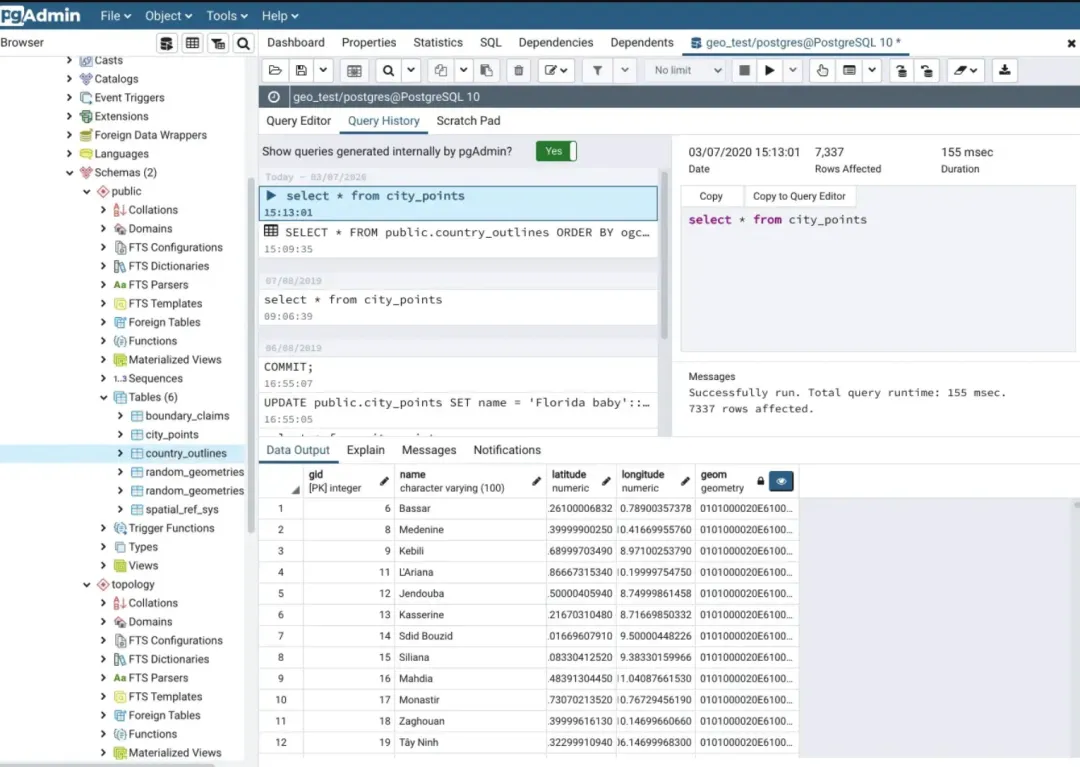 pgAdmin File Object Tools Help
Browser
Dashboard Properties Statistics SQL Dependencies Dependents geo_test/postgres@PostgreSQL 10 *
No limit
geo_test/postgres@PostgreSQL 10
Query Editor Query History Scratch Pad
Casts
Catalogs
Event Triggers
Extensions
Foreign Data Wrappers
Languages
Schemas (2)
public
Collations
Domains
FTS Configurations
FTS Dictionaries
FTS Parsers
FTS Templates
Foreign Tables
Functions
Materialized Views
1..3 Sequences
Tables (6)
boundary_claims
city_points
country_outlines
random_geometries
random_geometries
spatial_ref_sys
Trigger Functions
Types
Views
topology
Collations
Domains
FTS Configurations
FTS Dictionaries
Aa FTS Parsers
FTS Templates
Foreign Tables
Functions
Materialized Views
Show queries generated internally by pgAdmin? Yes
Today - 03/07/2020
select * from city_points
15:13:01
SELECT * FROM public.country_outlines ORDER BY ogc…
15:09:35
07/08/2019
select * from city_points
09:06:39
06/08/2019
COMMIT;
16:55:07
UPDATE public.city_points SET name = 'Florida baby'::…
16:55:05
03/07/2020 15:13:01 7,337 155 msec
Date Rows Affected Duration
Copy Copy to Query Editor
select * from city_points
Messages
Successfully run. Total query runtime: 155 msec.
7337 rows affected.
Data Output Explain Messages Notifications
gid name latitude longitude geom
[PK] integer character varying (100) numeric numeric geometry
1 6 Bassar .26100006832 0.78900357378 0101000020E6100…
2 8 Medenine .39999900250 10.41669955760 0101000020E6100…
3 9 Kebili .68999703490 8.97100253790 0101000020E6100…
4 11 L'Ariana .86667315340 10.19999754750 0101000020E6100…
5 12 Jendouba .50000405940 8.74999861458 0101000020E6100…
6 13 Kasserine .21670310480 8.71669850332 0101000020E6100…
7 14 Sdid Bouzid .01669607910 9.50000448226 0101000020E6100…
8 15 Siliana .08330412520 9.38330159966 0101000020E6100…
9 16 Mahdia .48391304450 11.04087661530 0101000020E6100…
10 17 Monastir .73070213520 10.76729456190 0101000020E6100…
11 18 Zaghouan .39999616130 10.14699660660 0101000020E6100…
12 19 Tây Ninh .32299910940 06.14699968300 0101000020E6100…